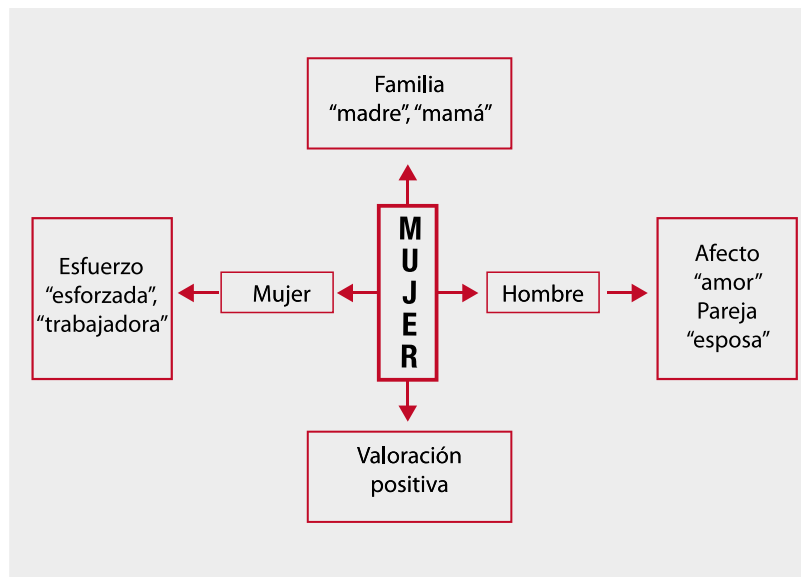 Familia
“madre”, “mamá”
Esfuerzo
“esforzada”,
“trabajadora”
Mujer
MUJER
Hombre
Afecto
“amor”
Pareja
“esposa”
Valoración
positiva